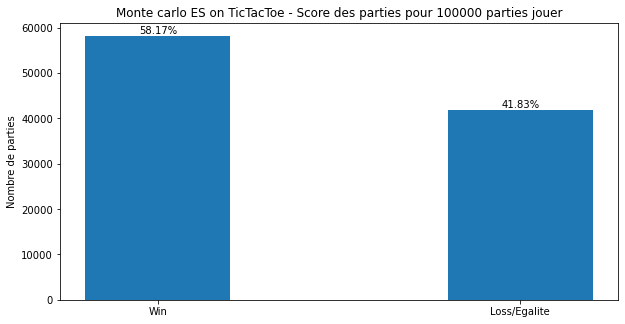 Monte carlo ES on TicTacToe - Score des parties pour 100000 parties jouer
58.17%
41.83%
Nombre de parties
60000
50000
40000
30000
20000
10000
0
Win
Loss/Egalite